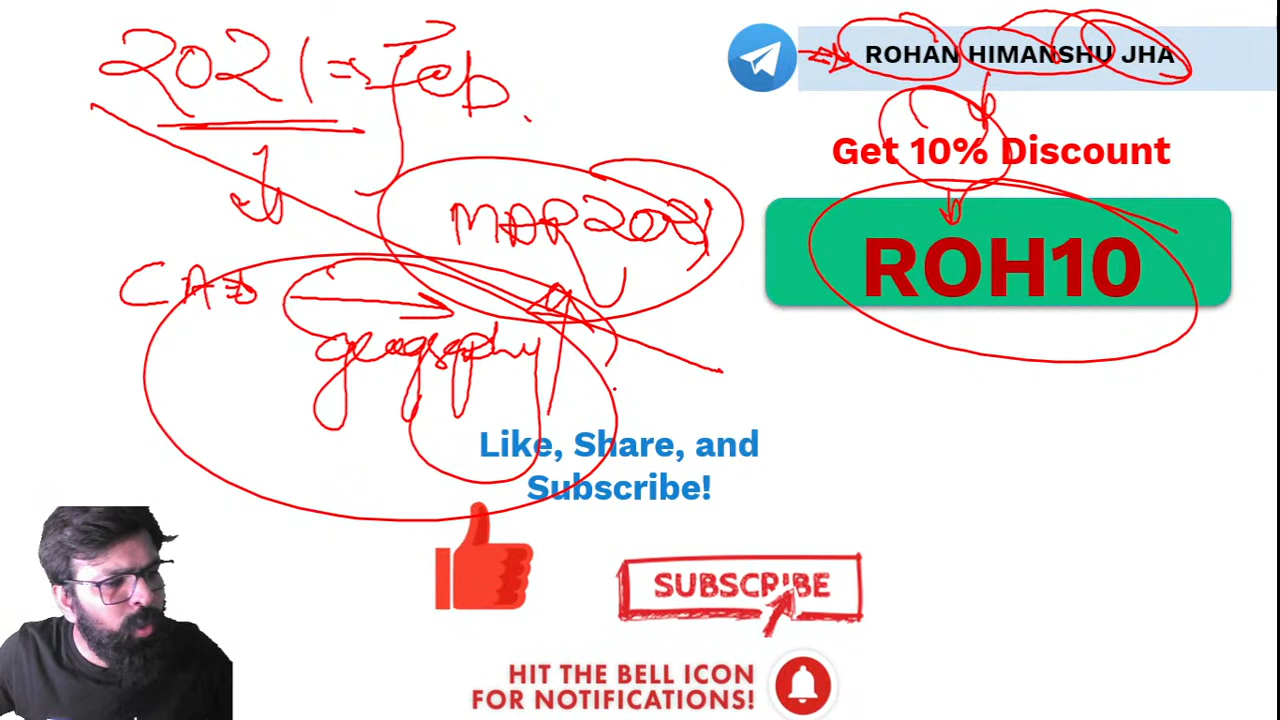 2021 => Feb.
MAR 2021
CA =>
geography
ROHAN HIMANSHU JHA
Get 10% Discount
ROH10
Like, Share, and
Subscribe!
SUBSCRIBE
HIT THE BELL ICON
FOR NOTIFICATIONS!